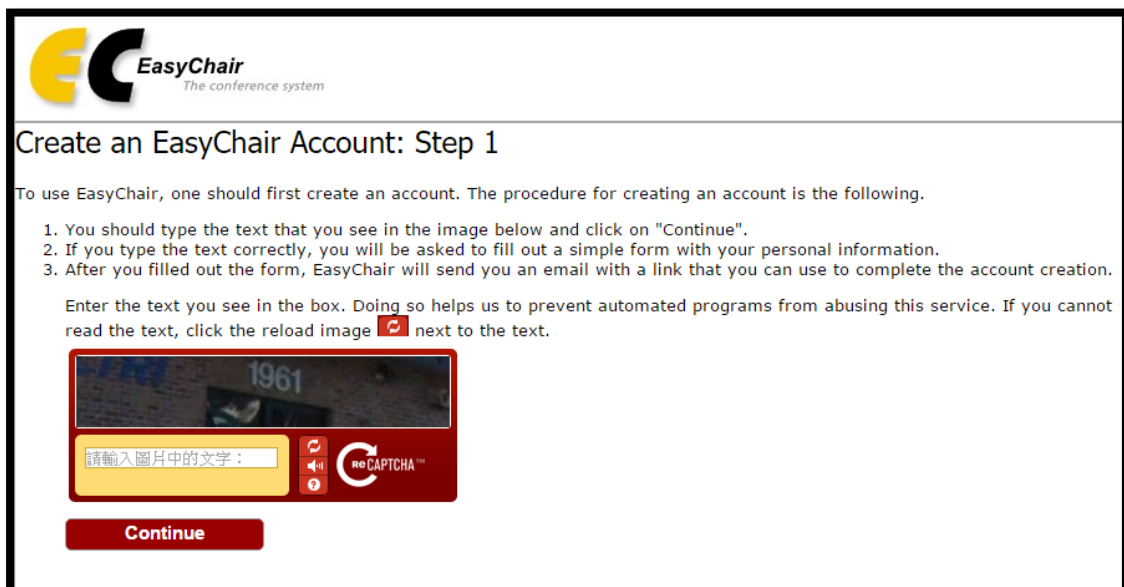 EC EasyChair
The conference system
Create an EasyChair Account: Step 1
To use EasyChair, one should first create an account. The procedure for creating an account is the following.
1. You should type the text that you see in the image below and click on "Continue".
2. If you type the text correctly, you will be asked to fill out a simple form with your personal information.
3. After you filled out the form, EasyChair will send you an email with a link that you can use to complete the account creation.
Enter the text you see in the box. Doing so helps us to prevent automated programs from abusing this service. If you cannot
read the text, click the reload image next to the text.
1961
請輸入圖片中的文字：
?
reCAPTCHA™
Continue